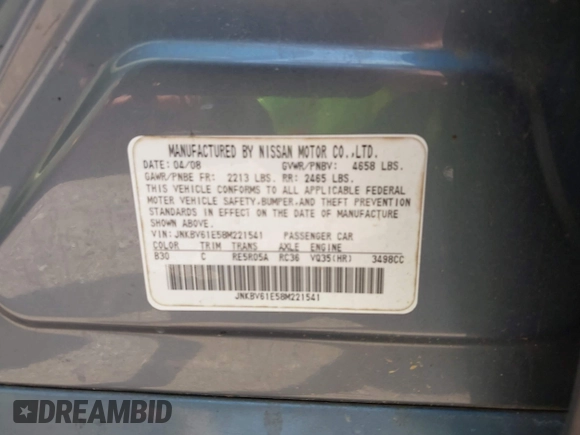 MANUFACTURED BY NISSAN MOTOR CO.,LTD.
DATE: 04/08 GVWR/PNBV: 4658 LBS.
GAWR/PNBE FR: 2213 LBS. RR: 2465 LBS.
THIS VEHICLE CONFORMS TO ALL APPLICABLE FEDERAL
MOTOR VEHICLE SAFETY,BUMPER,AND THEFT PREVENTION
STANDARDS IN EFFECT ON THE DATE OF MANUFACTURE
SHOWN ABOVE.
VIN: JNKBV61E58M221541 PASSENGER CAR
COLOR TRIM TRANS AXLE ENGINE
B30 C RE5R05A RC36 VQ35(HR) 3498CC
JNKBV61E58M221541
DREAMBID